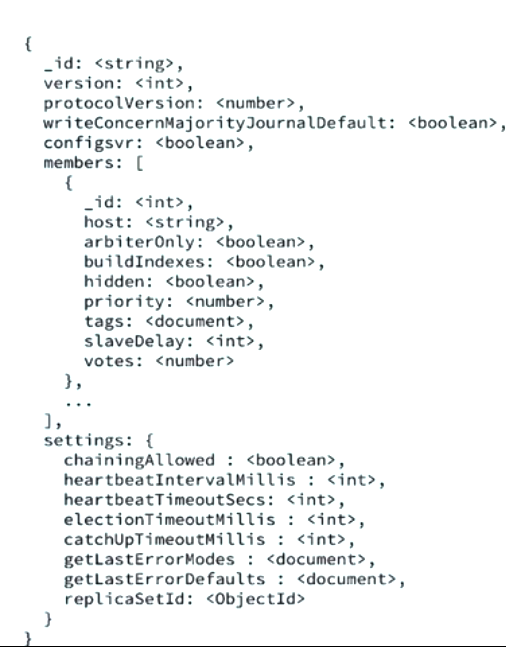 {
  _id: <string>,
  version: <int>,
  protocolVersion: <number>,
  writeConcernMajorityJournalDefault: <boolean>,
  configsvr: <boolean>,
  members: [
    {
      _id: <int>,
      host: <string>,
      arbiterOnly: <boolean>,
      buildIndexes: <boolean>,
      hidden: <boolean>,
      priority: <number>,
      tags: <document>,
      slaveDelay: <int>,
      votes: <number>
    },
    ...
  ],
  settings: {
    chainingAllowed : <boolean>,
    heartbeatIntervalMillis : <int>,
    heartbeatTimeoutSecs: <int>,
    electionTimeoutMillis : <int>,
    catchUpTimeoutMillis : <int>,
    getLastErrorModes : <document>,
    getLastErrorDefaults : <document>,
    replicaSetId: <ObjectId>
  }
}